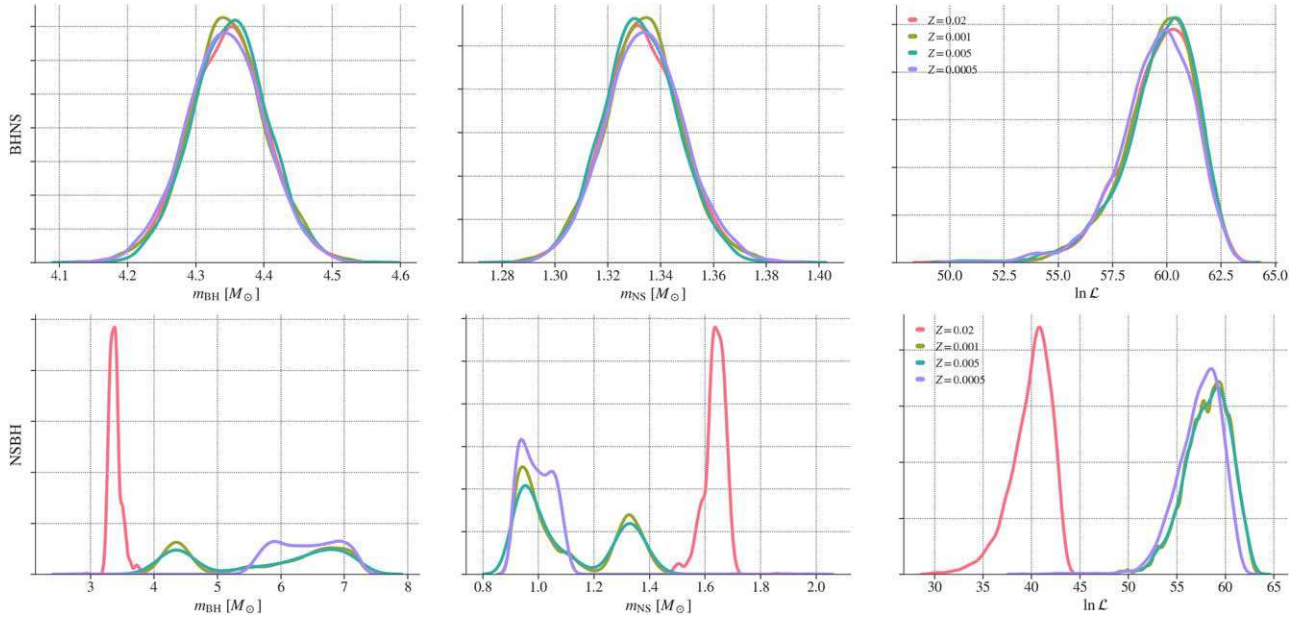 BHNS
4.1 4.2 4.3 4.4 4.5 4.6
m_BH [M_⊙]
1.28 1.30 1.32 1.34 1.36 1.38 1.40
m_NS [M_⊙]
Z = 0.02
Z = 0.001
Z = 0.005
Z = 0.0005
50.0 52.5 55.0 57.5 60.0 62.5 65.0
ln ℒ
NSBH
3 4 5 6 7 8
m_BH [M_⊙]
0.8 1.0 1.2 1.4 1.6 1.8 2.0
m_NS [M_⊙]
Z = 0.02
Z = 0.001
Z = 0.005
Z = 0.0005
30 35 40 45 50 55 60 65
ln ℒ